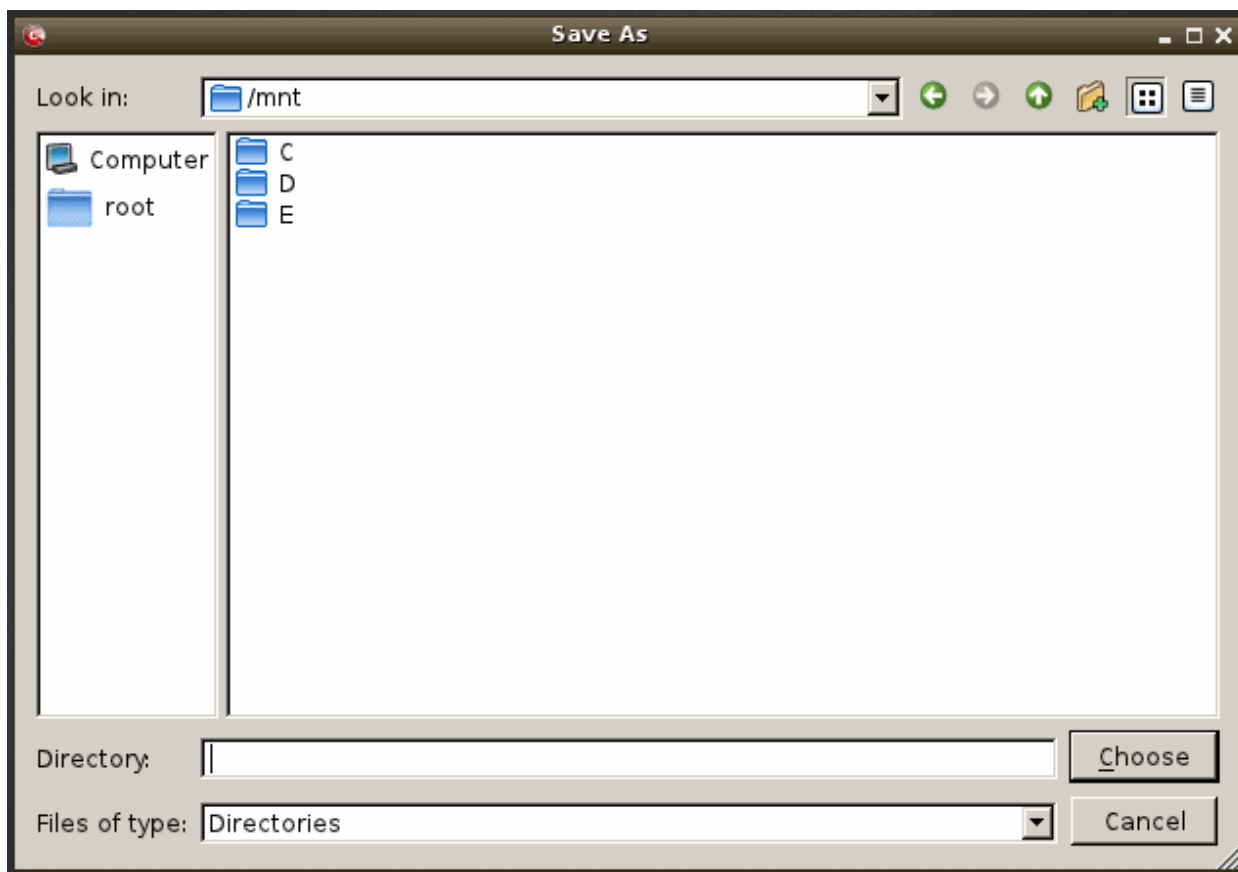 Save As
Look in: /mnt
Computer
root
C
D
E
Directory:
Choose
Files of type: Directories
Cancel